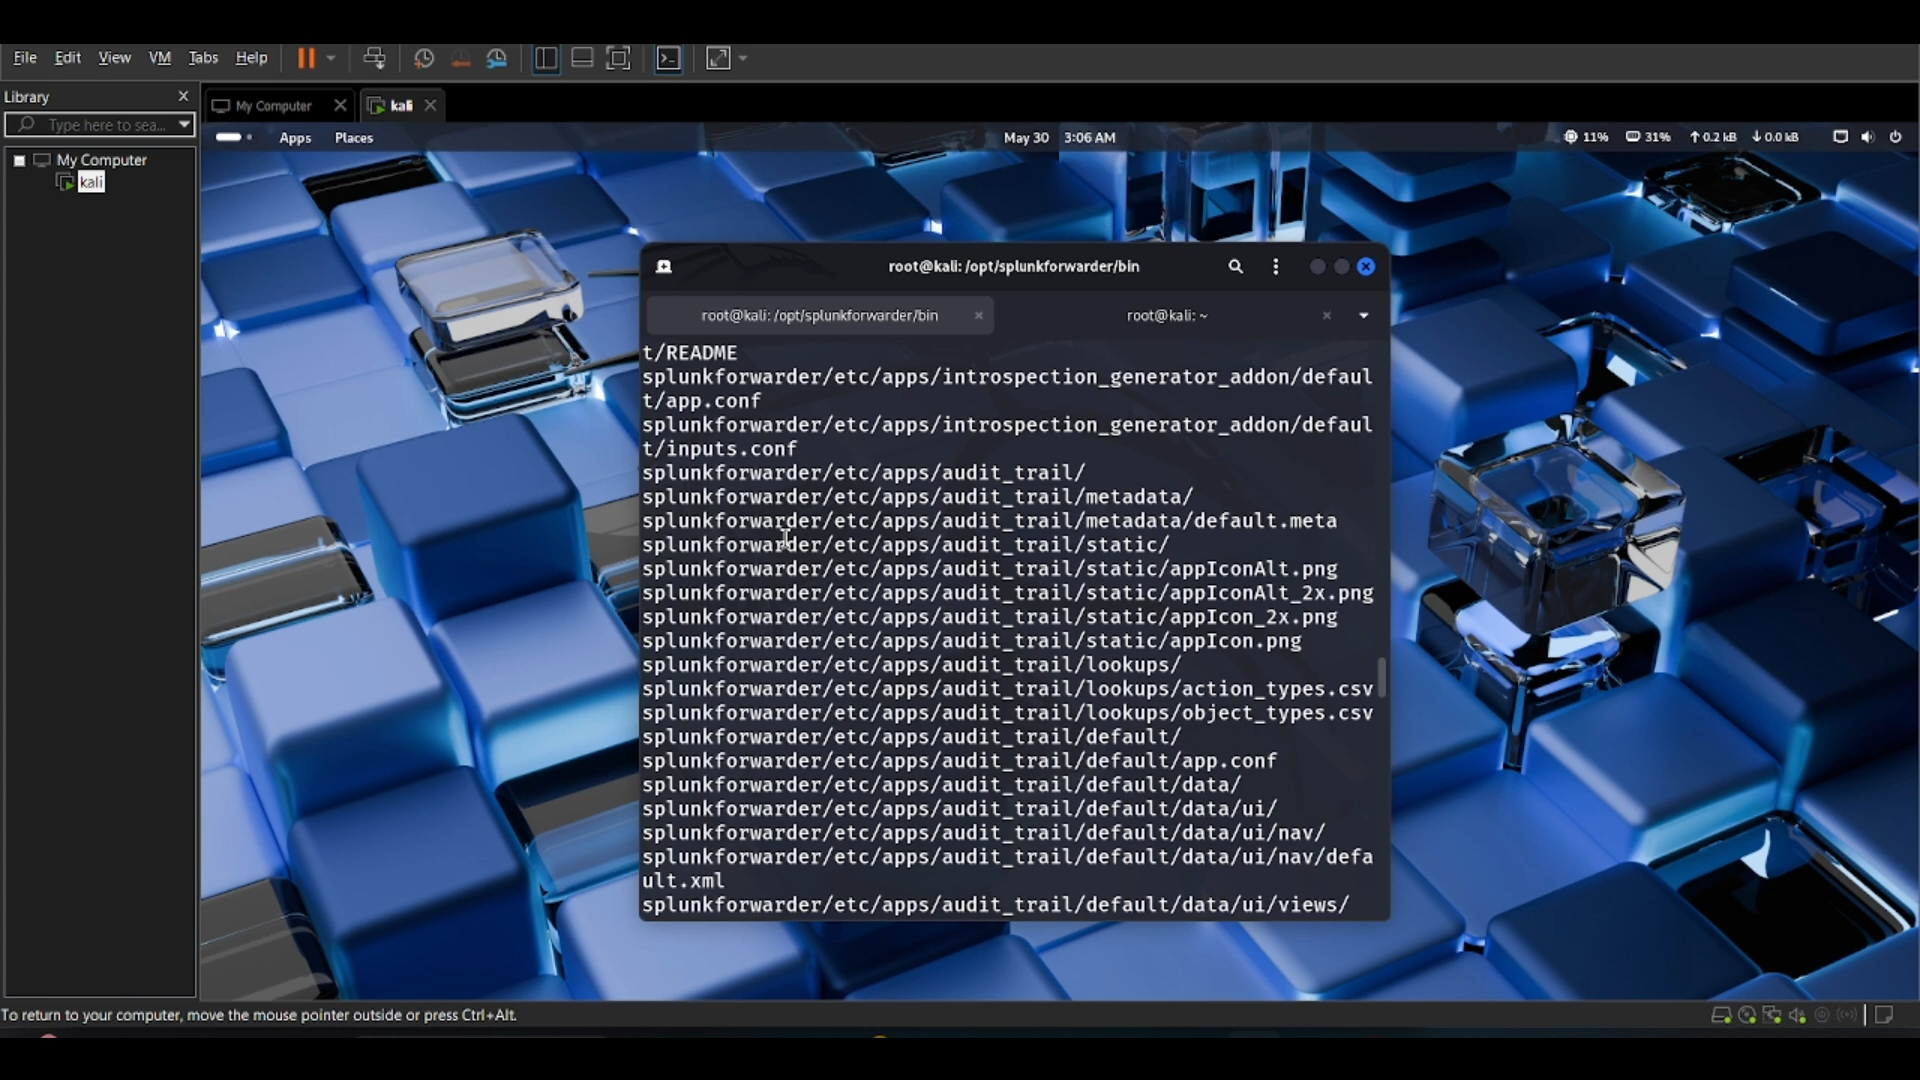 File Edit View VM Tabs Help
Library
My Computer
kali
Type here to sea...
Apps Places
May 30 3:06 AM
11% 31% 0.2 kB 0.0 kB
My Computer
kali
root@kali: /opt/splunkforwarder/bin
root@kali: /opt/splunkforwarder/bin
root@kali: ~
t/README
splunkforwarder/etc/apps/introspection_generator_addon/defaul
t/app.conf
splunkforwarder/etc/apps/introspection_generator_addon/defaul
t/inputs.conf
splunkforwarder/etc/apps/audit_trail/
splunkforwarder/etc/apps/audit_trail/metadata/
splunkforwarder/etc/apps/audit_trail/metadata/default.meta
splunkforwarder/etc/apps/audit_trail/static/
splunkforwarder/etc/apps/audit_trail/static/appIconAlt.png
splunkforwarder/etc/apps/audit_trail/static/appIconAlt_2x.png
splunkforwarder/etc/apps/audit_trail/static/appIcon_2x.png
splunkforwarder/etc/apps/audit_trail/static/appIcon.png
splunkforwarder/etc/apps/audit_trail/lookups/
splunkforwarder/etc/apps/audit_trail/lookups/action_types.csv
splunkforwarder/etc/apps/audit_trail/lookups/object_types.csv
splunkforwarder/etc/apps/audit_trail/default/
splunkforwarder/etc/apps/audit_trail/default/app.conf
splunkforwarder/etc/apps/audit_trail/default/data/
splunkforwarder/etc/apps/audit_trail/default/data/ui/
splunkforwarder/etc/apps/audit_trail/default/data/ui/nav/
splunkforwarder/etc/apps/audit_trail/default/data/ui/nav/defa
ult.xml
splunkforwarder/etc/apps/audit_trail/default/data/ui/views/
To return to your computer, move the mouse pointer outside or press Ctrl+Alt.